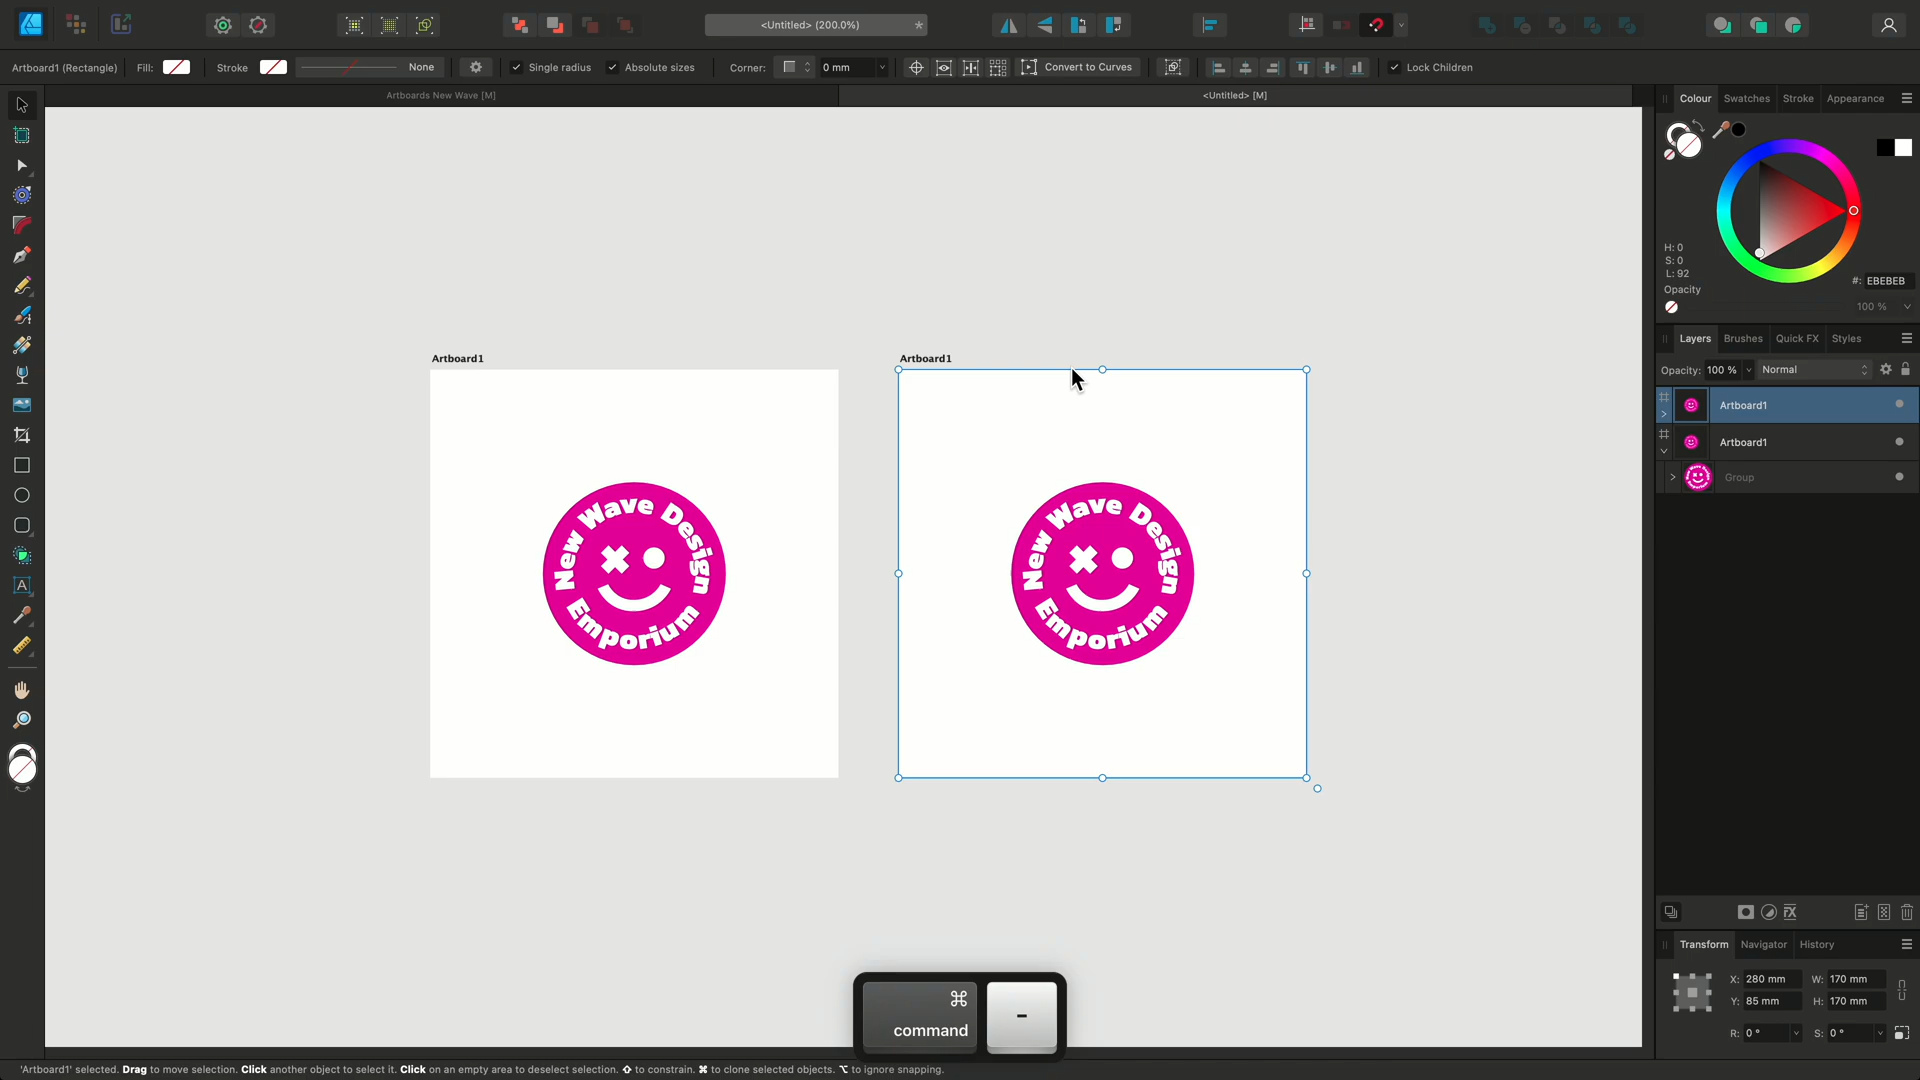 <Untitled> (200.0%)
*
Artboard1 (Rectangle)
Fill:
Stroke
None
Single radius
Absolute sizes
Corner:
0 mm
Convert to Curves
Lock Children
Artboards New Wave [M]
<Untitled> [M]
Colour
Swatches
Stroke
Appearance
H: 0
S: 0
L: 92
#: EBEBEB
Opacity
100 %
Layers
Brushes
Quick FX
Styles
Opacity: 100 %
Normal
Artboard1
Artboard1
Group
Artboard1
Artboard1
New Wave Design
Emporium
New Wave Design
Emporium
A
FX
Transform
Navigator
History
X: 280 mm
W: 170 mm
Y: 85 mm
H: 170 mm
R: 0 °
S: 0 °
⌘
command
-
'Artboard1' selected. Drag to move selection. Click another object to select it. Click on an empty area to deselect selection. ⇧ to constrain. ⌘ to clone selected objects. ⌥ to ignore snapping.